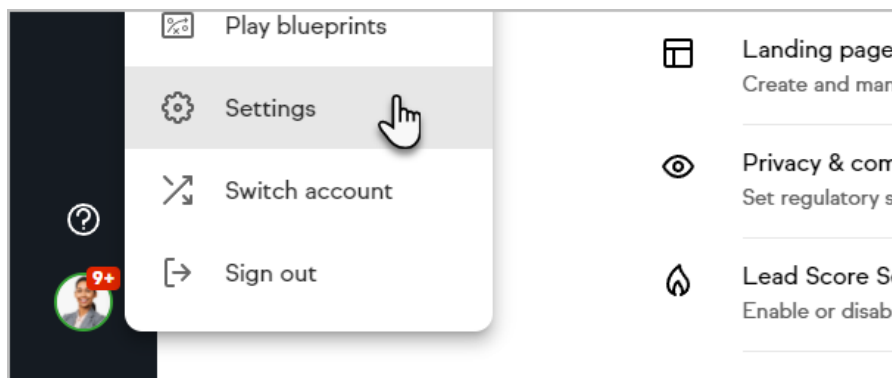 Play blueprints
Settings
Switch account
Sign out
9+
Landing page
Create and man
Privacy & com
Set regulatory s
Lead Score S
Enable or disab